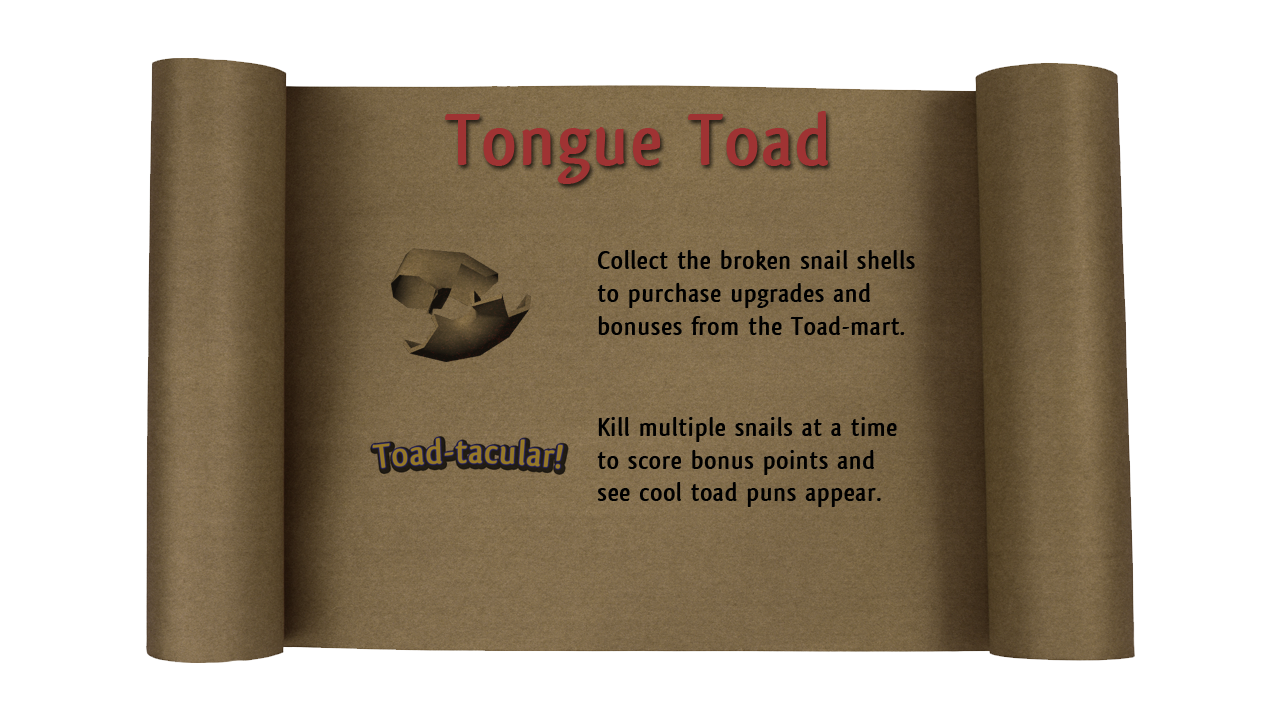 Tongue Toad
Collect the broken snail shells
to purchase upgrades and
bonuses from the Toad-mart.
Toad-tacular!
Kill multiple snails at a time
to score bonus points and
see cool toad puns appear.